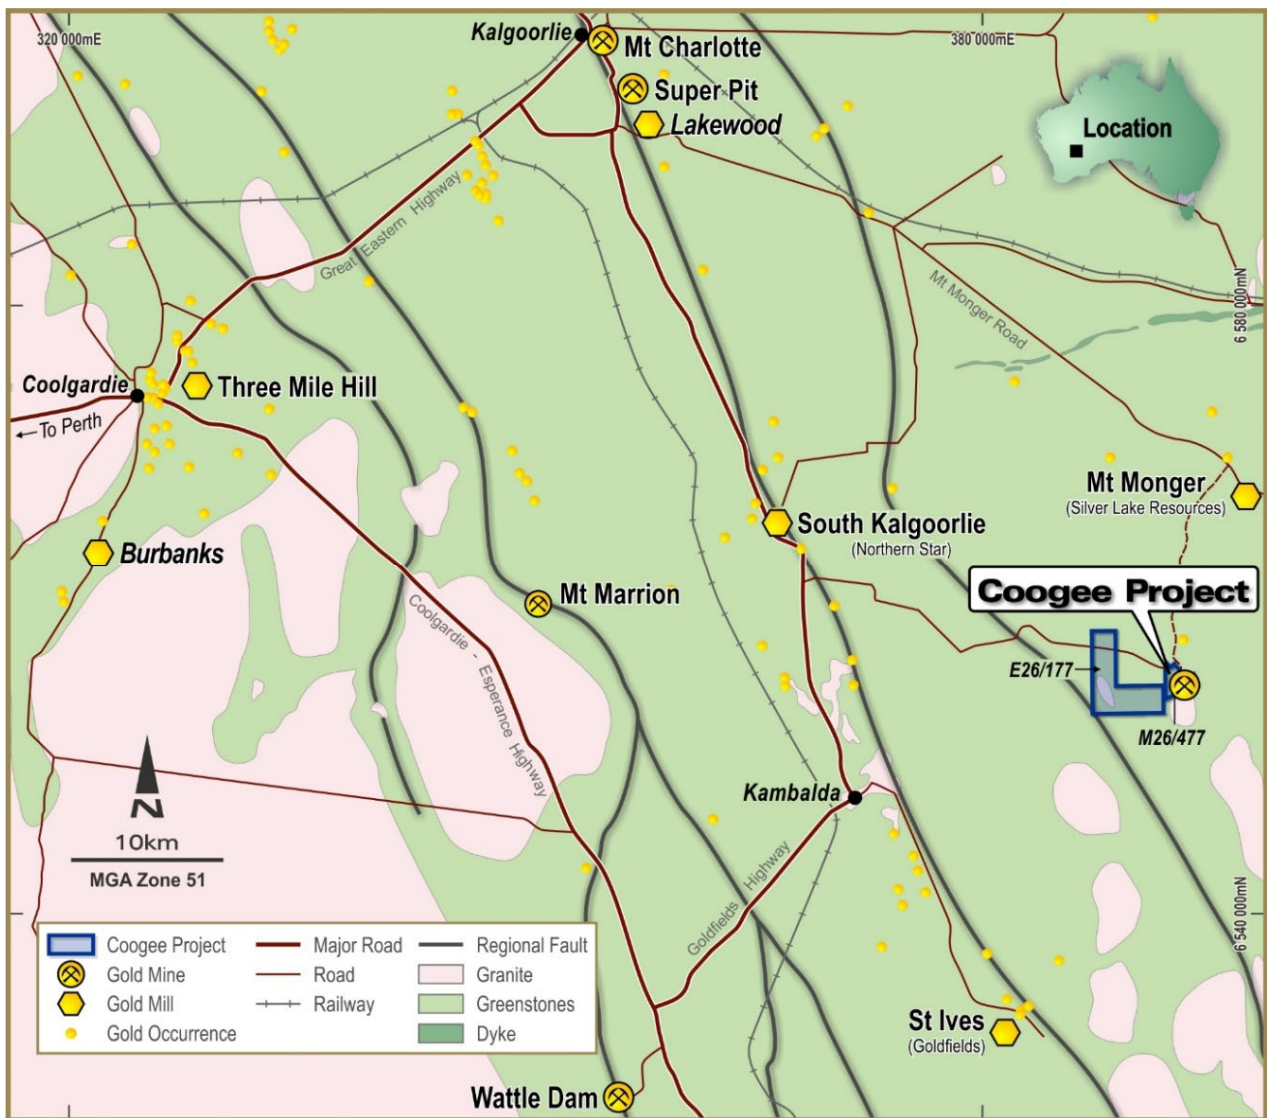 320 000mE
Kalgoorlie
380 000mE
Mt Charlotte
Super Pit
Lakewood
Location
Great Eastern Highway
Mt Monger Road
6 580 000mN
Coolgardie
Three Mile Hill
To Perth
Mt Monger
(Silver Lake Resources)
South Kalgoorlie
(Northern Star)
Burbanks
Mt Marrion
Coogee Project
Coolgardie - Esperance Highway
E26/177
M26/477
N
10km
MGA Zone 51
Kambalda
Goldfields Highway
6 540 000mN
Coogee Project
Major Road
Regional Fault
Gold Mine
Road
Granite
Gold Mill
Railway
Greenstones
Gold Occurrence
Dyke
St Ives
(Goldfields)
Wattle Dam